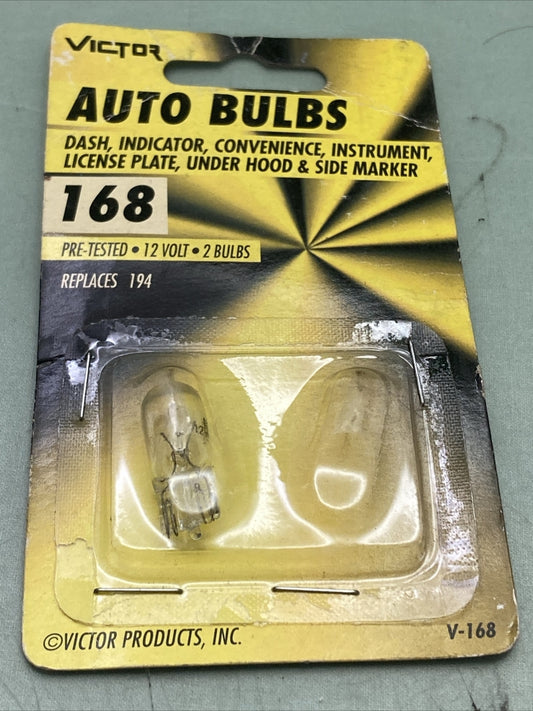 VICTOR
AUTO BULBS
DASH, INDICATOR, CONVENIENCE, INSTRUMENT,
LICENSE PLATE, UNDER HOOD & SIDE MARKER
168
PRE-TESTED • 12 VOLT • 2 BULBS
REPLACES 194
©VICTOR PRODUCTS, INC.
V-168